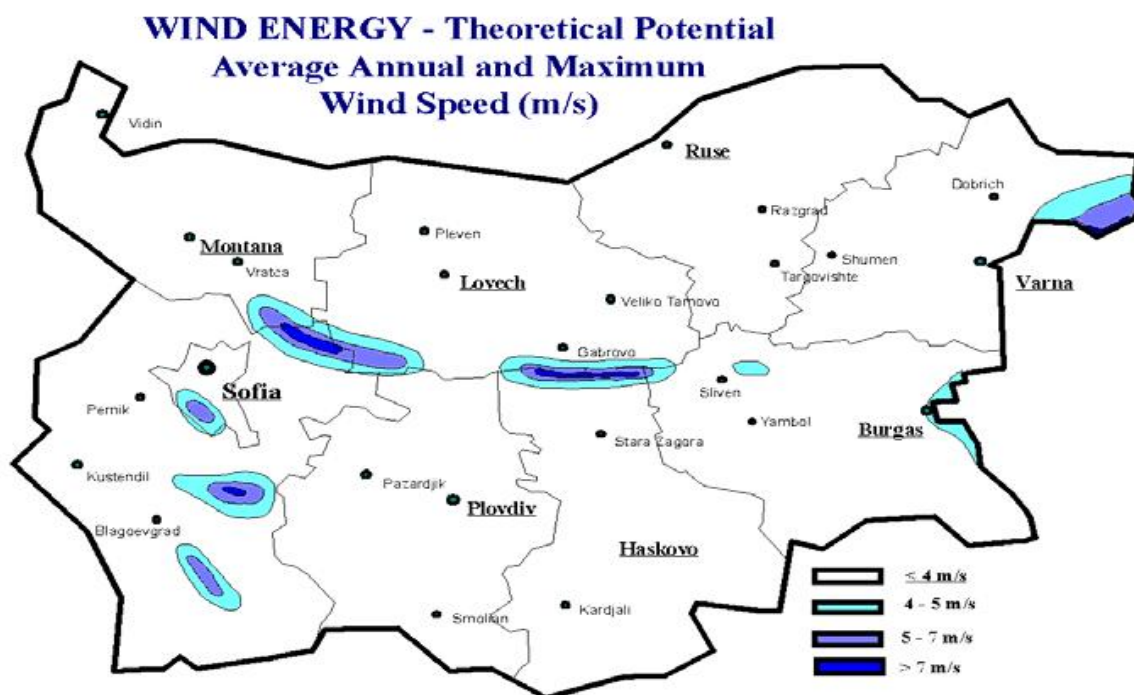 WIND ENERGY - Theoretical Potential
Average Annual and Maximum
Wind Speed (m/s)
Vidin
Ruse
Dobrich
Razgrad
Pleven
Montana
Vratca
Shumen
Targovishte
Varna
Lovech
Veliko Tarnovo
Gabrovo
Sofia
Sliven
Pernik
Yambol
Burgas
Stara Zagora
Kustendil
Pazardjik
Plovdiv
Blagoevgrad
Haskovo
Smolian
Kardjali
≤ 4 m/s
4 - 5 m/s
5 - 7 m/s
> 7 m/s